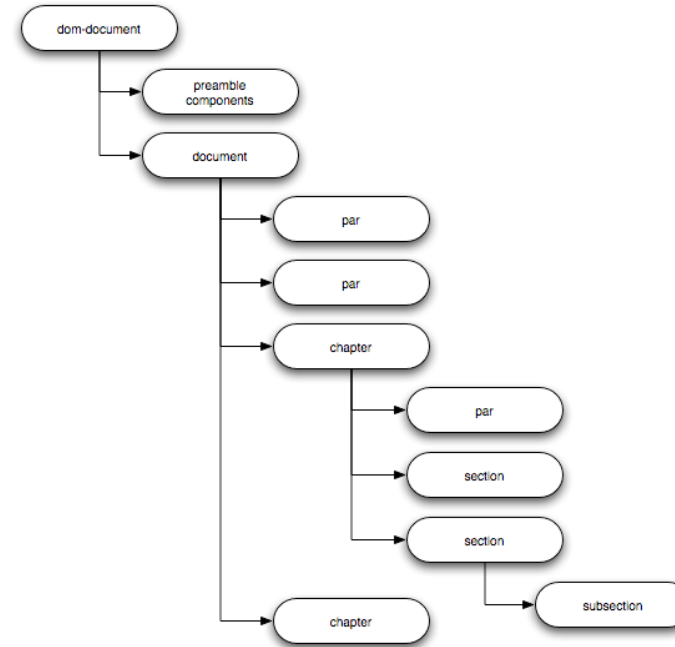 dom-document
preamble
components
document
par
par
chapter
par
section
section
subsection
chapter